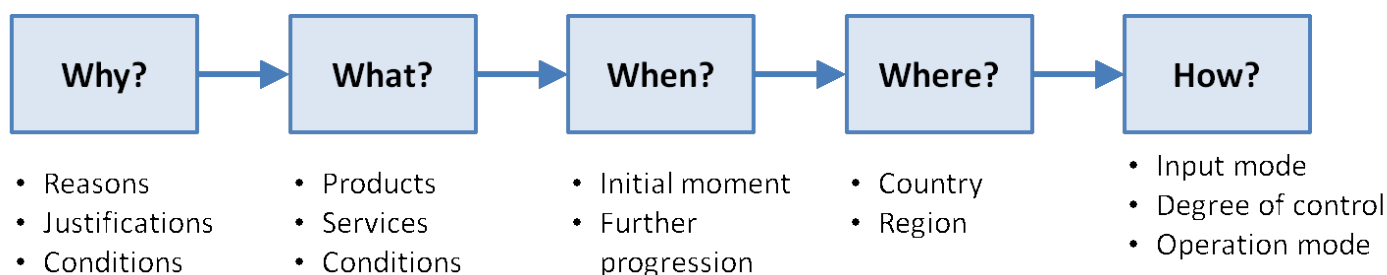 Why?
What?
When?
Where?
How?
• Reasons
• Justifications
• Conditions
• Products
• Services
• Conditions
• Initial moment
• Further
progression
• Country
• Region
• Input mode
• Degree of control
• Operation mode